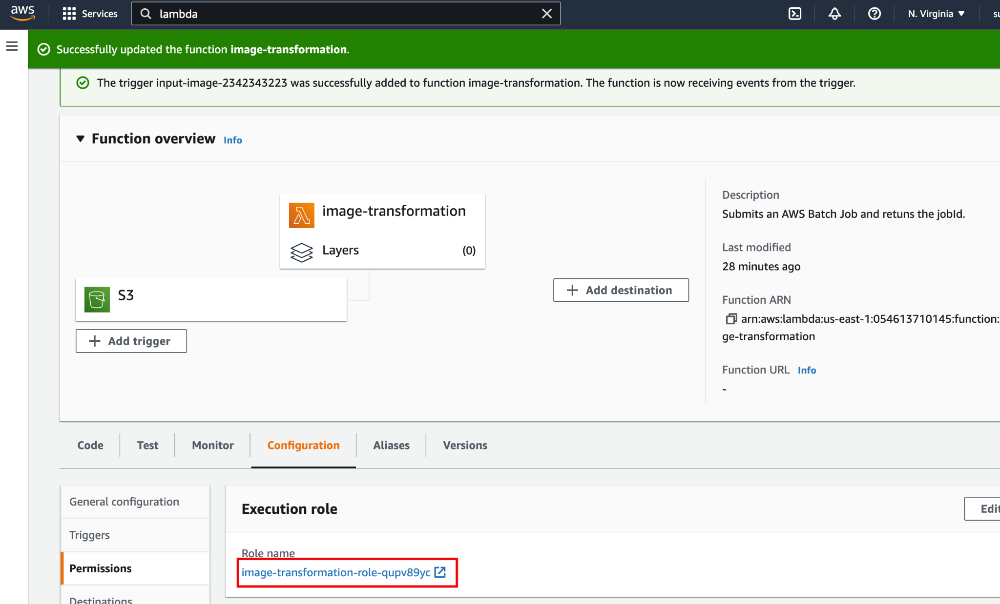 aws
Services
lambda
N. Virginia
Successfully updated the function image-transformation.
The trigger input-image-2342343223 was successfully added to function image-transformation. The function is now receiving events from the trigger.
Function overview Info
image-transformation
Layers (0)
S3
+ Add trigger
+ Add destination
Description
Submits an AWS Batch Job and retuns the jobId.
Last modified
28 minutes ago
Function ARN
arn:aws:lambda:us-east-1:054613710145:function:
ge-transformation
Function URL Info
-
Code Test Monitor Configuration Aliases Versions
General configuration
Triggers
Permissions
Destinations
Execution role
Edit
Role name
image-transformation-role-qupv89yc